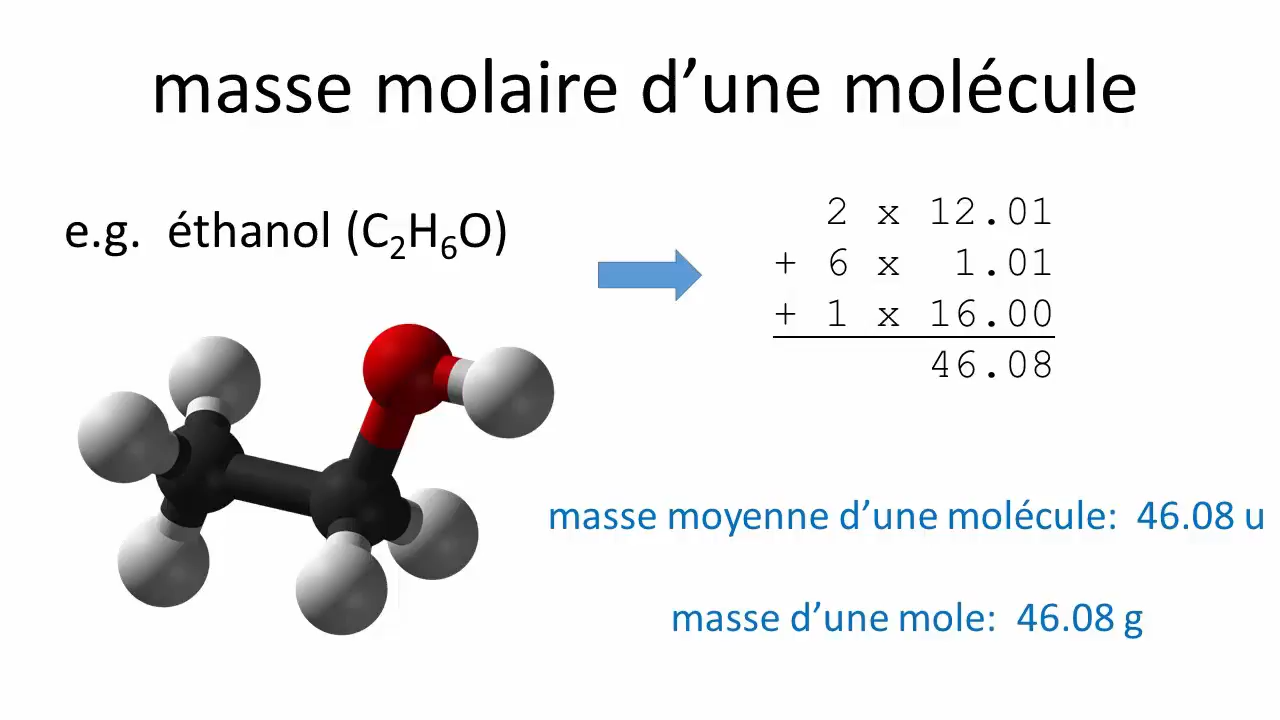 masse molaire d’une molécule
e.g. éthanol (C₂H₆O)
2 x 12.01
+ 6 x 1.01
+ 1 x 16.00
46.08
masse moyenne d’une molécule: 46.08 u
masse d’une mole: 46.08 g